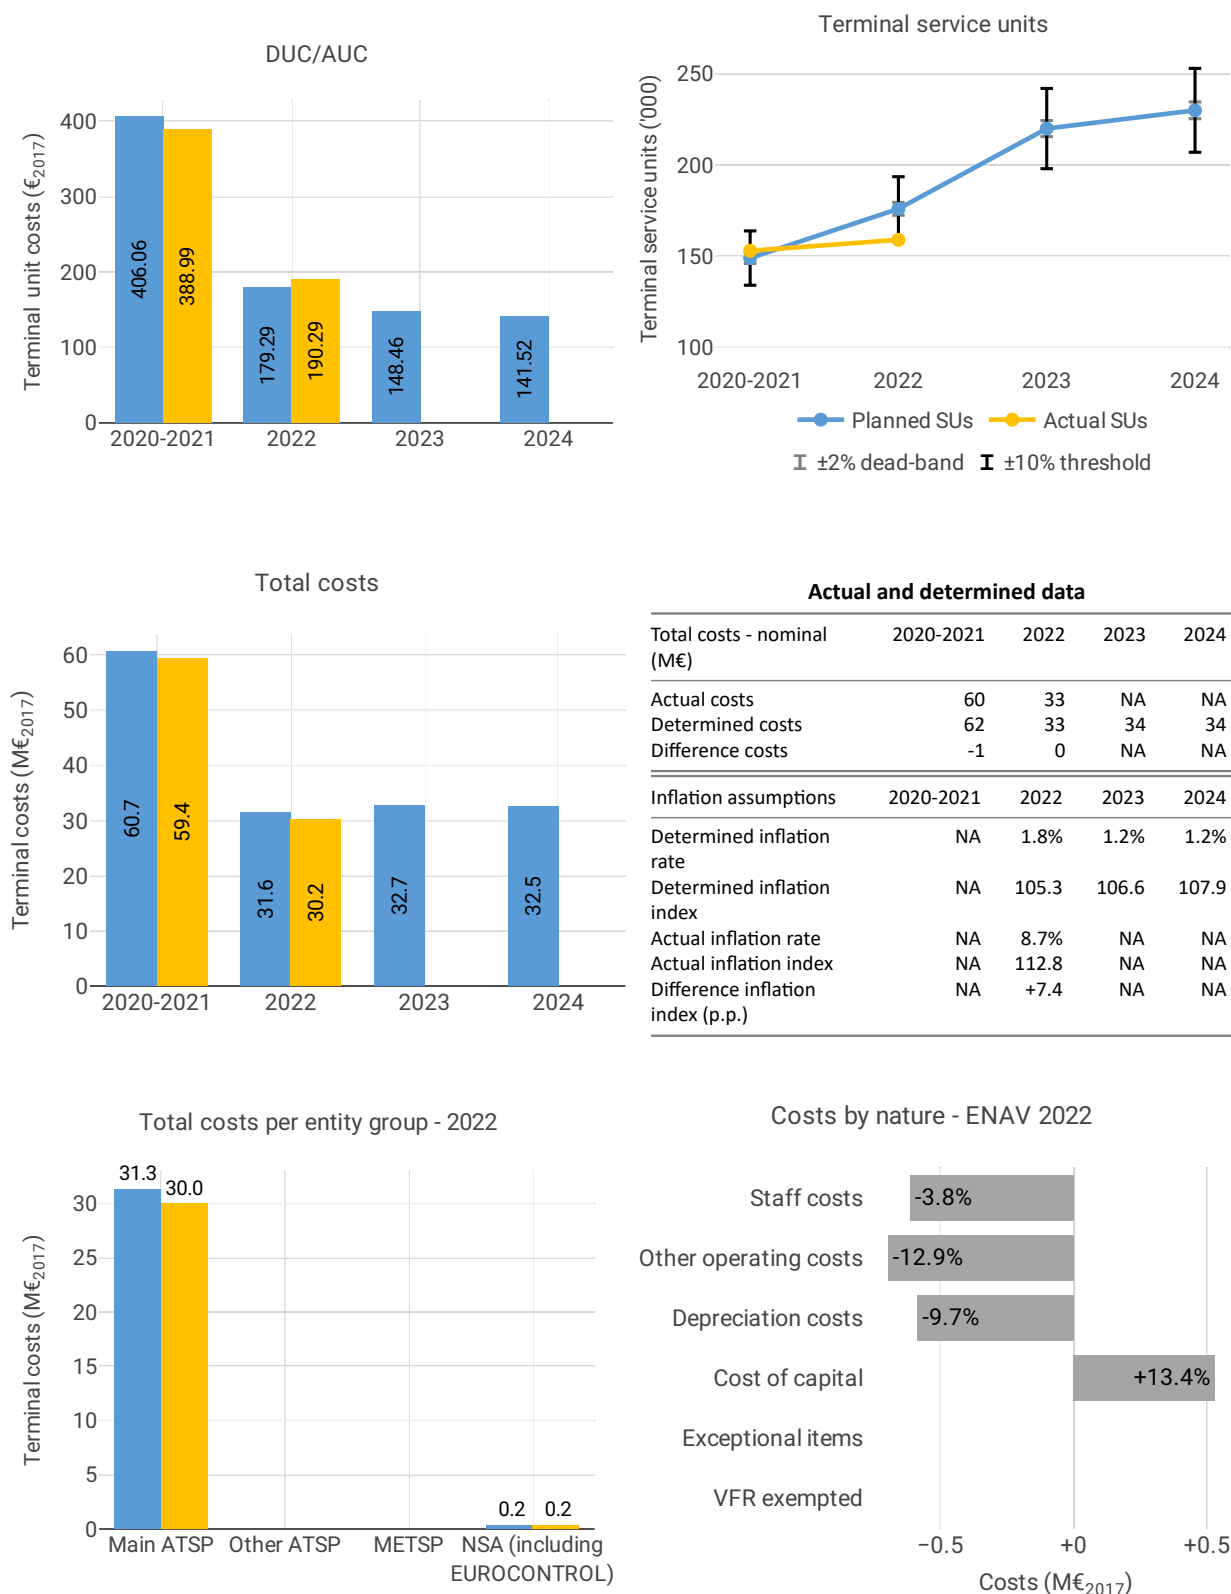 DUC/AUC
Terminal unit costs (€2017)
400
300
200
100
0
406.06
388.99
179.29
190.29
148.46
141.52
2020-2021
2022
2023
2024
Terminal service units
Terminal service units ('000)
250
200
150
100
2020-2021
2022
2023
2024
Planned SUs
Actual SUs
±2% dead-band
±10% threshold
Total costs
Terminal costs (M€2017)
60
50
40
30
20
10
0
60.7
59.4
31.6
30.2
32.7
32.5
2020-2021
2022
2023
2024
Actual and determined data
Total costs - nominal 2020-2021 2022 2023 2024
(M€)
Actual costs 60 33 NA NA
Determined costs 62 33 34 34
Difference costs -1 0 NA NA
Inflation assumptions 2020-2021 2022 2023 2024
Determined inflation NA 1.8% 1.2% 1.2%
rate
Determined inflation NA 105.3 106.6 107.9
index
Actual inflation rate NA 8.7% NA NA
Actual inflation index NA 112.8 NA NA
Difference inflation NA +7.4 NA NA
index (p.p.)
Total costs per entity group - 2022
Terminal costs (M€2017)
30
25
20
15
10
5
0
31.3
30.0
0.2
0.2
Main ATSP
Other ATSP
METSP
NSA (including
EUROCONTROL)
Costs by nature - ENAV 2022
Staff costs
-3.8%
Other operating costs
-12.9%
Depreciation costs
-9.7%
Cost of capital
+13.4%
Exceptional items
VFR exempted
−0.5
+0
+0.5
Costs (M€2017)